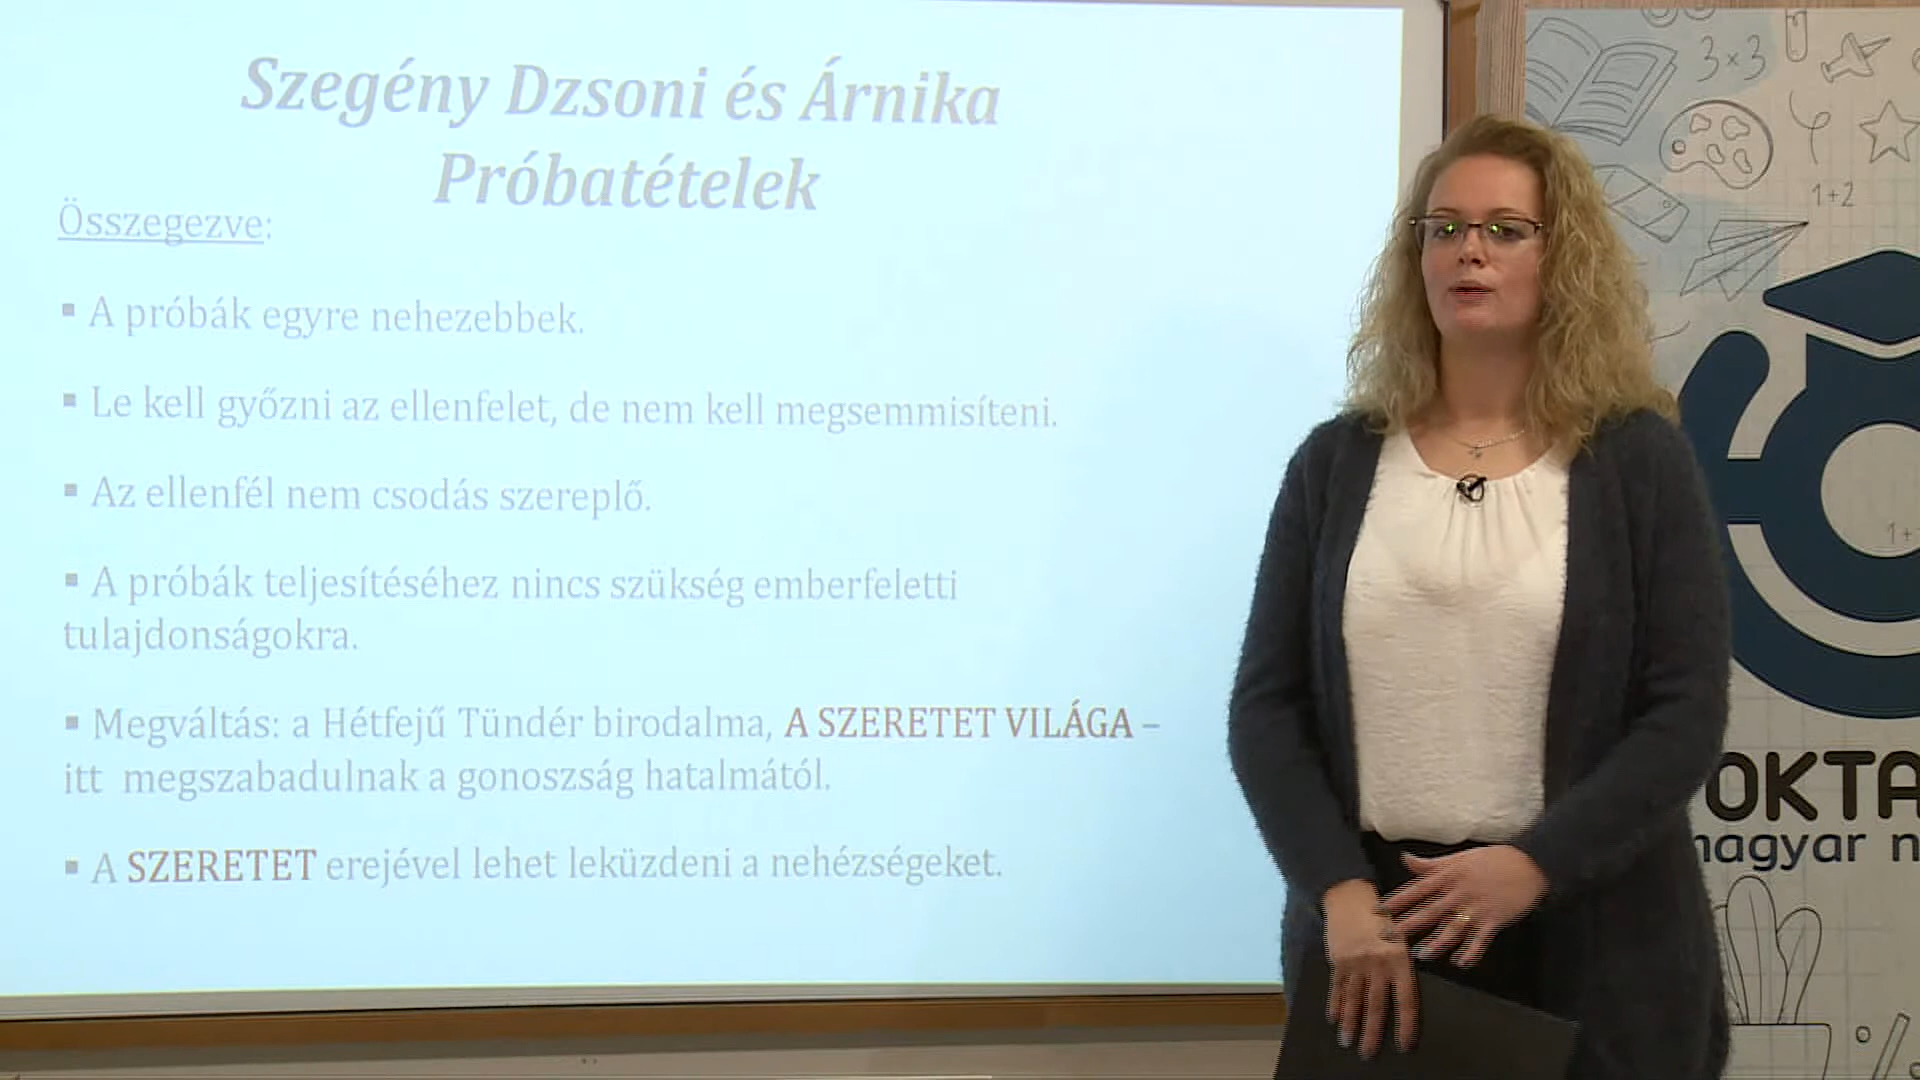 Szegény Dzsoni és Árnika
Próbatételek
Összegezve:
▪ A próbák egyre nehezebbek.
▪ Le kell győzni az ellenfelet, de nem kell megsemmisíteni.
▪ Az ellenfél nem csodás szereplő.
▪ A próbák teljesítéséhez nincs szükség emberfeletti
tulajdonságokra.
▪ Megváltás: a Hétfejű Tündér birodalma, A SZERETET VILÁGA –
itt megszabadulnak a gonoszság hatalmától.
▪ A SZERETET erejével lehet leküzdeni a nehézségeket.
3×3
1+2
1+
OKTA
magyar n